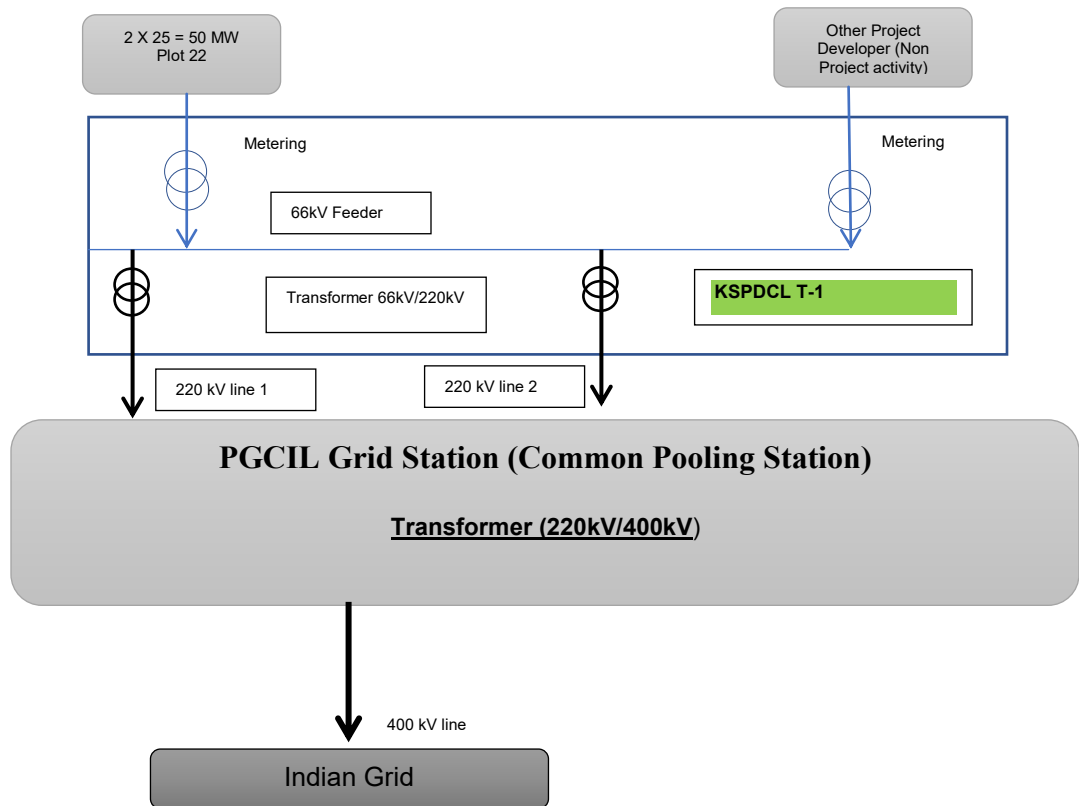 2 X 25 = 50 MW
Plot 22
Other Project
Developer (Non
Project activity)
Metering
Metering
66kV Feeder
Transformer 66kV/220kV
KSPDCL T-1
220 kV line 1
220 kV line 2
PGCIL Grid Station (Common Pooling Station)
Transformer (220kV/400kV)
400 kV line
Indian Grid